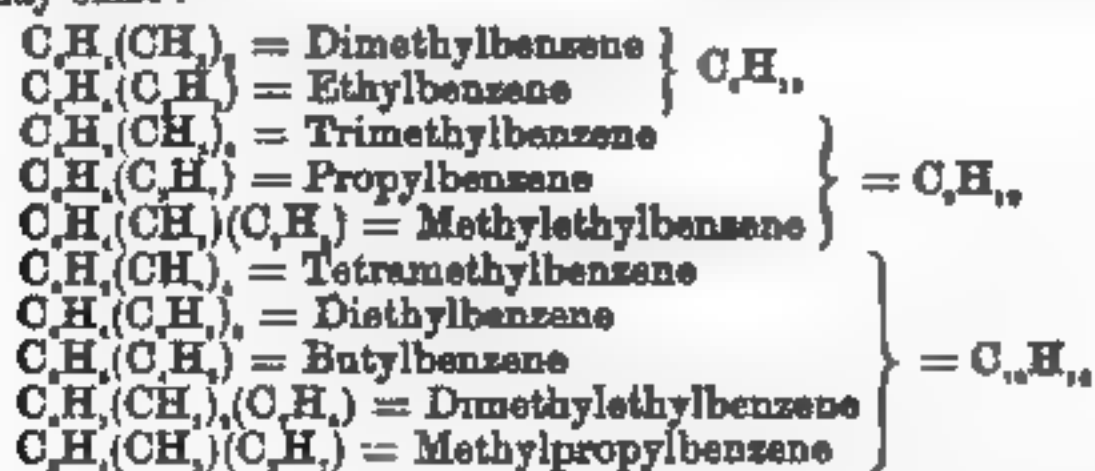 C₆H₄(CH₃)₂ = Dimethylbenzene
C₆H₅(C₂H₅) = Ethylbenzene
} C₈H₁₀
C₆H₃(CH₃)₃ = Trimethylbenzene
C₆H₅(C₃H₇) = Propylbenzene
C₆H₄(CH₃)(C₂H₅) = Methylethylbenzene
} = C₉H₁₂
C₆H₂(CH₃)₄ = Tetramethylbenzene
C₆H₄(C₂H₅)₂ = Diethylbenzene
C₆H₅(C₄H₉) = Butylbenzene
C₆H₃(CH₃)₂(C₂H₅) = Dimethylethylbenzene
C₆H₄(CH₃)(C₃H₇) = Methylpropylbenzene
} = C₁₀H₁₄